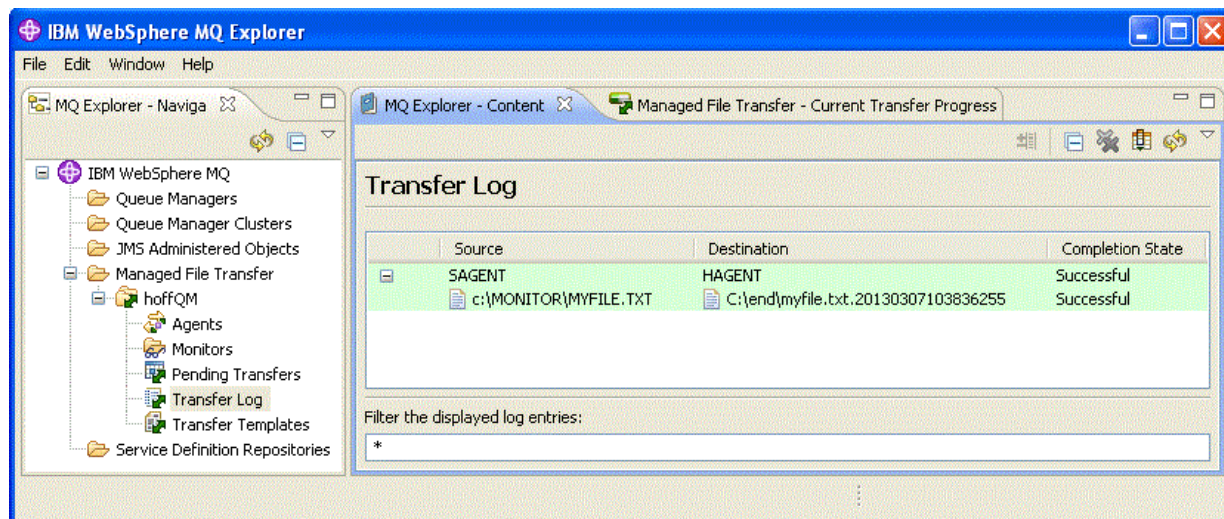 IBM WebSphere MQ Explorer
File Edit Window Help
MQ Explorer - Naviga
MQ Explorer - Content
Managed File Transfer - Current Transfer Progress
IBM WebSphere MQ
Queue Managers
Queue Manager Clusters
JMS Administered Objects
Managed File Transfer
hoffQM
Agents
Monitors
Pending Transfers
Transfer Log
Transfer Templates
Service Definition Repositories
Transfer Log
Source Destination Completion State
SAGENT HAGENT Successful
c:\MONITOR\MYFILE.TXT C:\end\myfile.txt.20130307103836255 Successful
Filter the displayed log entries:
*